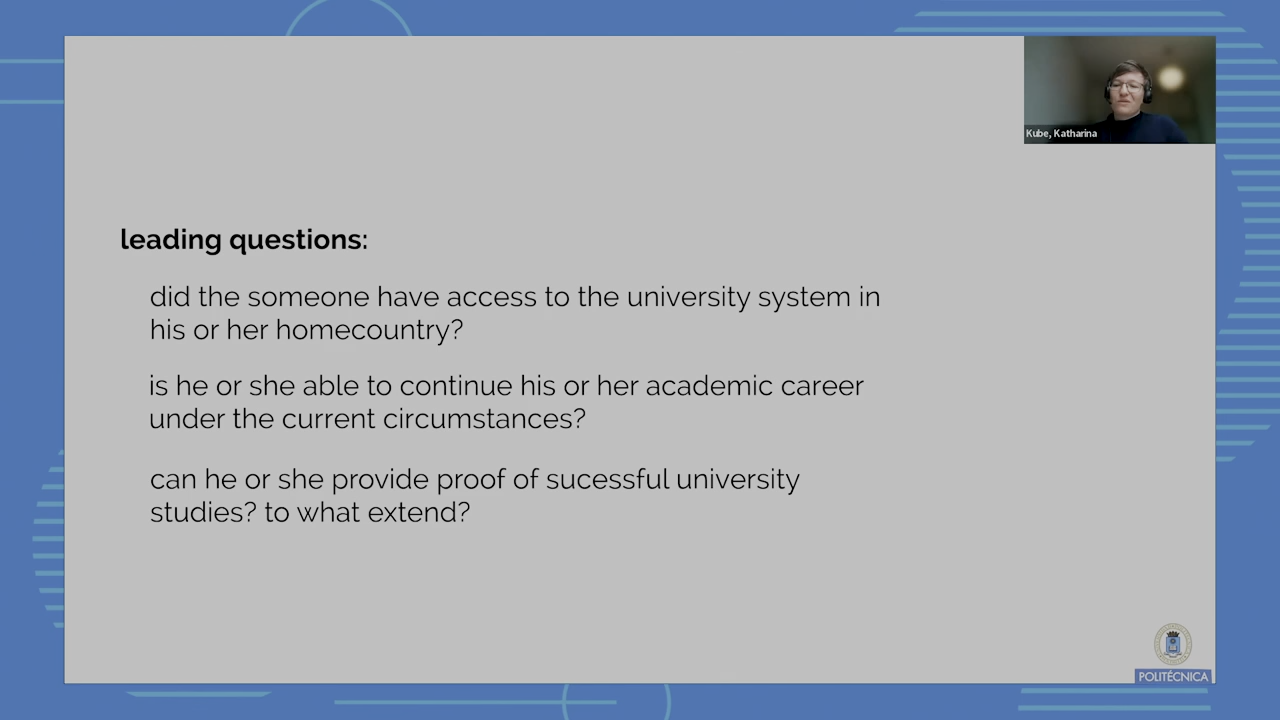 Kube, Katharina
leading questions:
did the someone have access to the university system in
his or her homecountry?
is he or she able to continue his or her academic career
under the current circumstances?
can he or she provide proof of sucessful university
studies? to what extend?
POLITÉCNICA